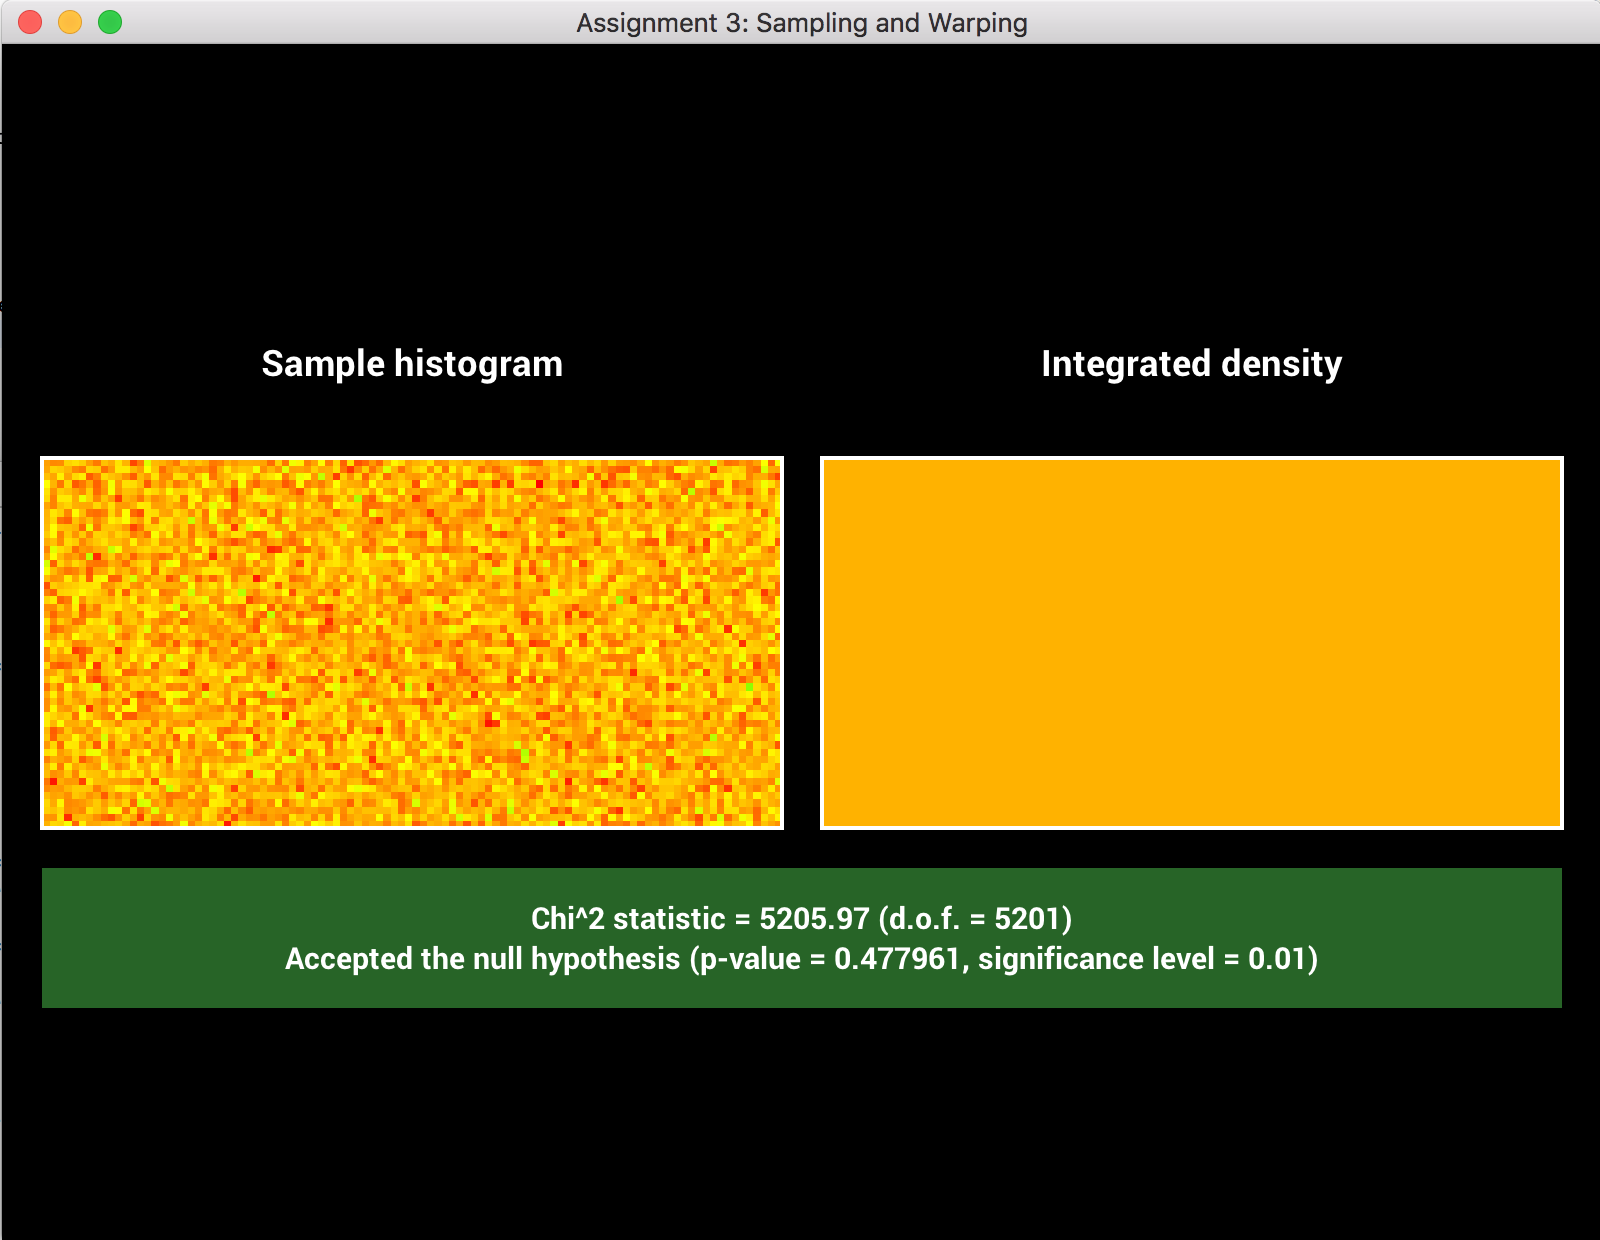 Assignment 3: Sampling and Warping
Sample histogram
Integrated density
Chi^2 statistic = 5205.97 (d.o.f. = 5201)
Accepted the null hypothesis (p-value = 0.477961, significance level = 0.01)